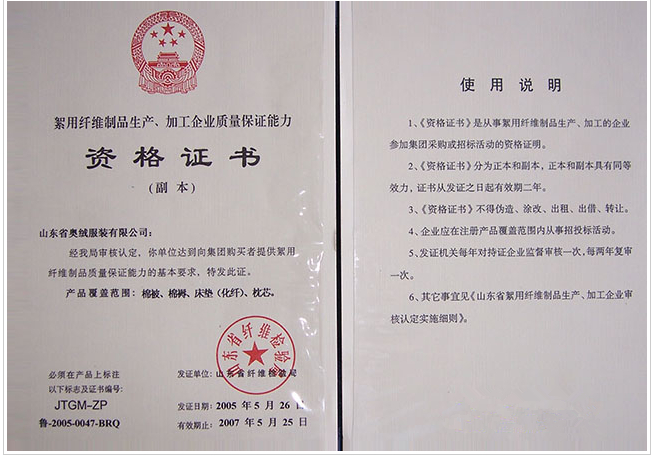 絮用纤维制品生产、加工企业质量保证能力
资格证书
(副本)
山东省奥绒服装有限公司:
经我局审核认定，你单位达到向集团购买者提供絮用
纤维制品质量保证能力的基本要求，特发此证。
产品覆盖范围：棉被、棉褥、床垫（化纤）、枕芯。
山东省纤维检验局
必须在产品上标注
以下标志及证书编号:
JTGM-ZP
鲁-2005-0047-BRQ
发证单位: 山东省纤维检验局
发证日期: 2005 年 5 月 26 日
有效期止: 2007 年 5 月 25 日
使用说明
1、《资格证书》是从事絮用纤维制品生产、加工的企业
参加集团采购或招标活动的资格证明。
2、《资格证书》分为正本和副本，正本和副本具有同等
效力，证书从发证之日起有效期二年。
3、《资格证书》不得伪造、涂改、出租、出借、转让。
4、企业应在注册产品覆盖范围内从事招投标活动。
5、发证机关每年对持证企业监督审核一次，每两年复审
一次。
6、其它事宜见《山东省絮用纤维制品生产、加工企业审
核认定实施细则》。